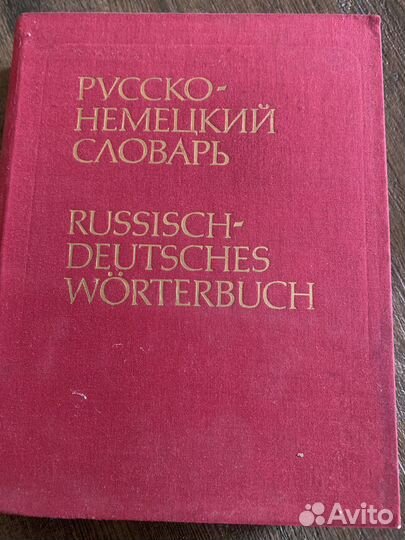 РУССКО-
НЕМЕЦКИЙ
СЛОВАРЬ
RUSSISCH-
DEUTSCHES
WÖRTERBUCH
Avito